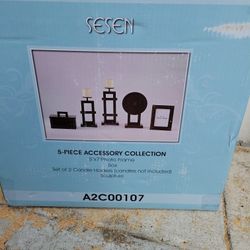 SESEN
5-PIECE ACCESSORY COLLECTION
5"x7" Photo Frame
Box
Set of 2 Candle Holders (candles not included)
Sculpture
A2C00107